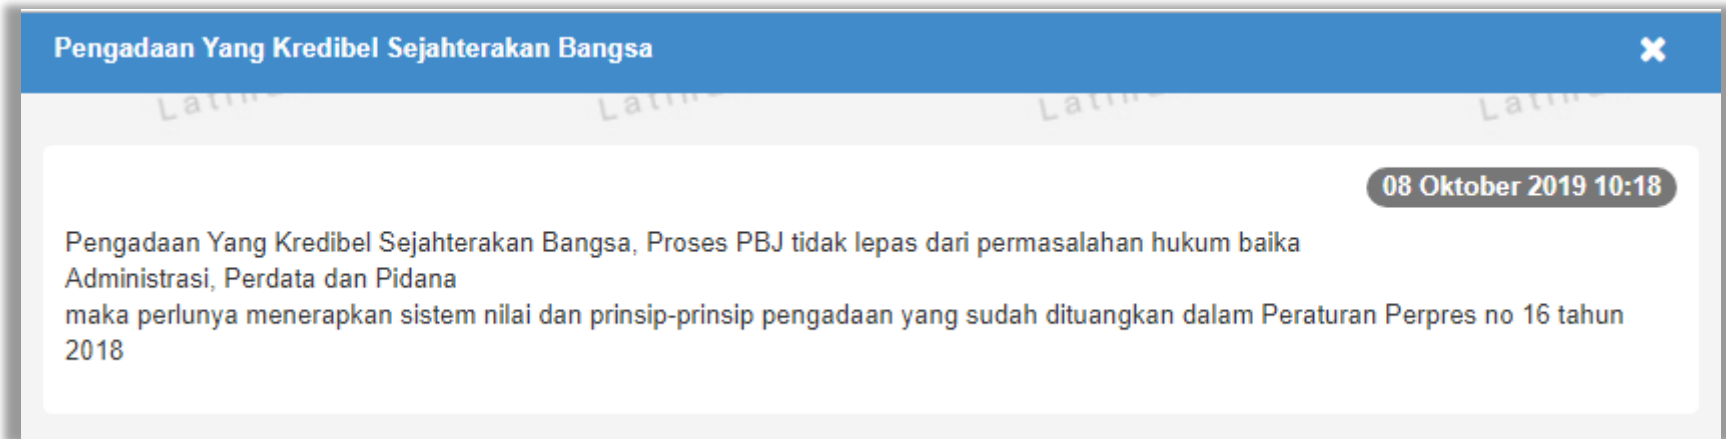 Pengadaan Yang Kredibel Sejahterakan Bangsa
08 Oktober 2019 10:18
Pengadaan Yang Kredibel Sejahterakan Bangsa, Proses PBJ tidak lepas dari permasalahan hukum baika
Administrasi, Perdata dan Pidana
maka perlunya menerapkan sistem nilai dan prinsip-prinsip pengadaan yang sudah dituangkan dalam Peraturan Perpres no 16 tahun
2018